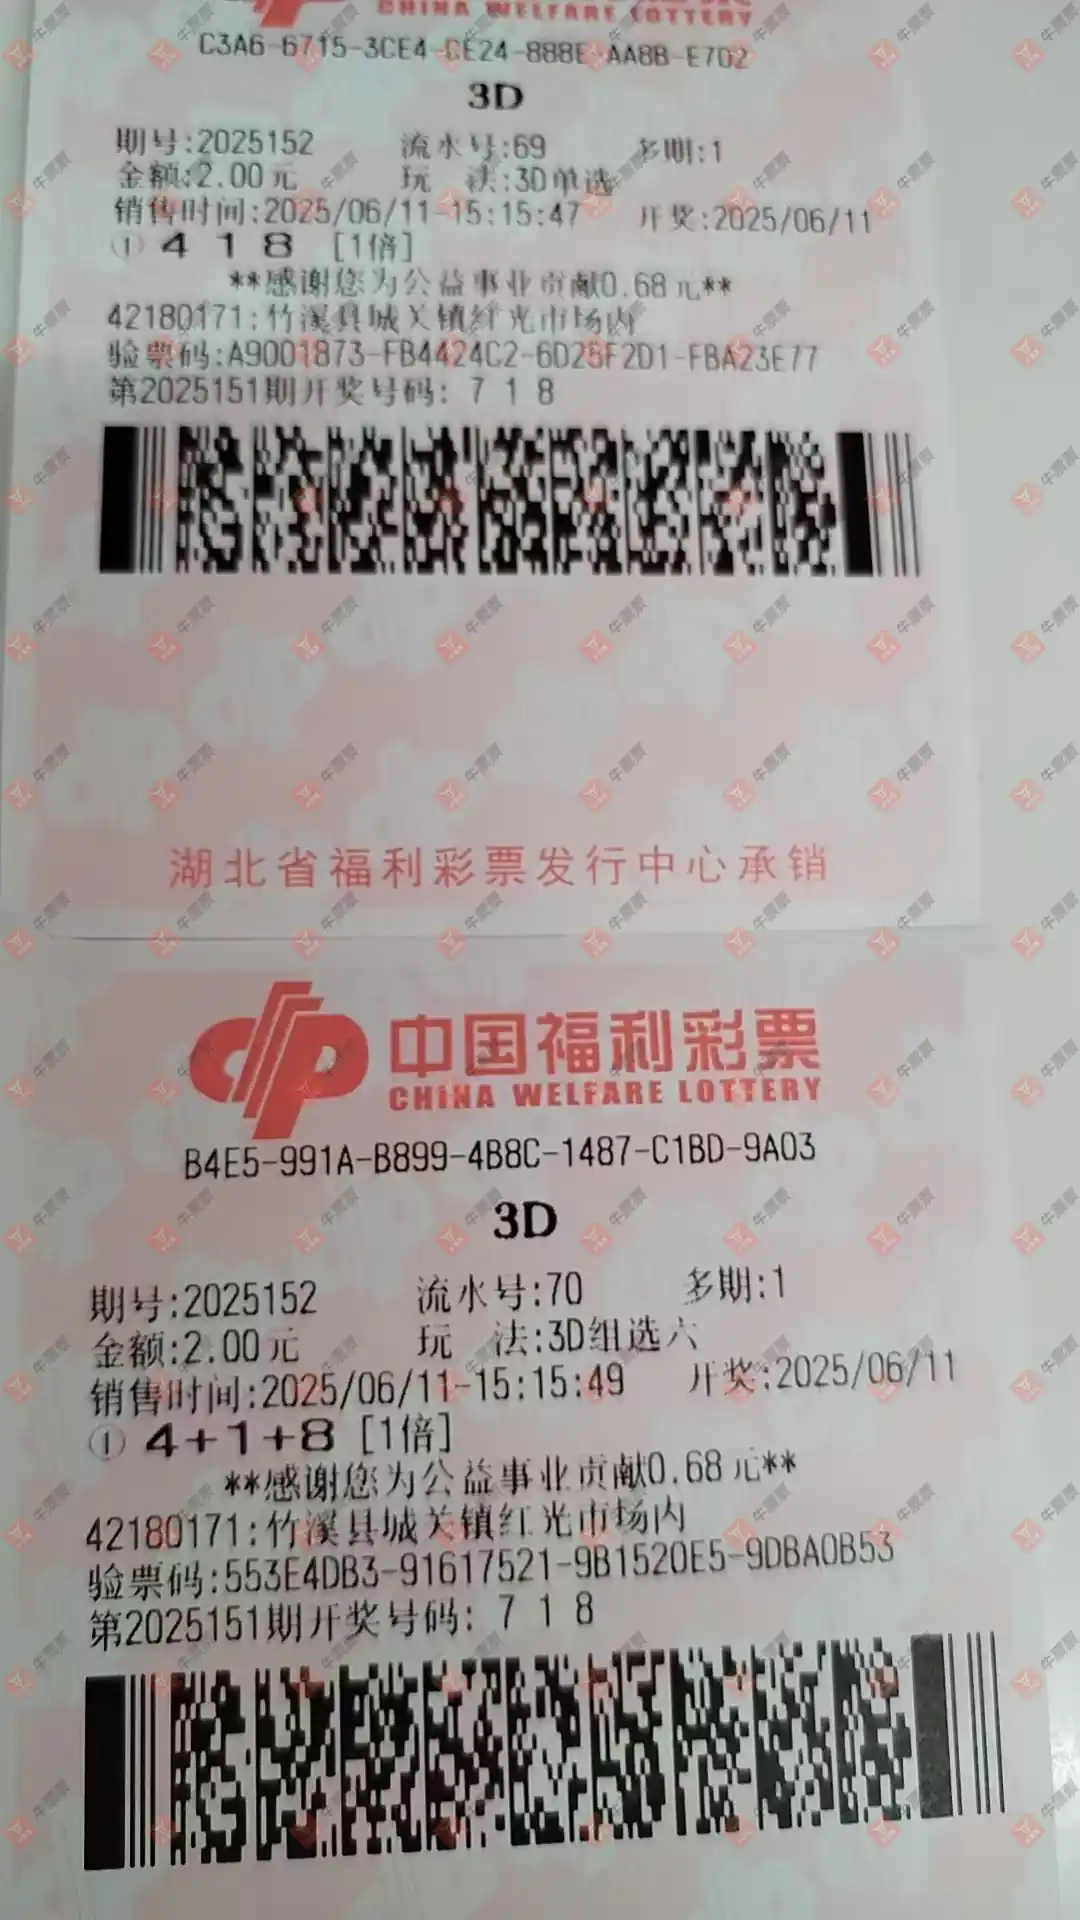 CHINA WELFARE LOTTERY
C3A6-6715-3CE4-CE24-888E-AA8B-E702
3D
期号:2025152 流水号:69 多期:1
金额:2.00元 玩 法:3D单选
销售时间:2025/06/11-15:15:47 开奖:2025/06/11
① 4 1 8 [1倍]
**感谢您为公益事业贡献0.68元**
42180171:竹溪县城关镇红光市场内
验票码:A9001873-FB4424C2-6D25F2D1-FBA23E77
第2025151期开奖号码: 7 1 8
湖北省福利彩票发行中心承销
中国福利彩票
CHINA WELFARE LOTTERY
B4E5-991A-B899-4B8C-1487-C1BD-9A03
3D
期号:2025152 流水号:70 多期:1
金额:2.00元 玩 法:3D组选六
销售时间:2025/06/11-15:15:49 开奖:2025/06/11
① 4+1+8 [1倍]
**感谢您为公益事业贡献0.68元**
42180171:竹溪县城关镇红光市场内
验票码:553E4DB3-91617521-9B1520E5-9DBA0B53
第2025151期开奖号码: 7 1 8
牛票票